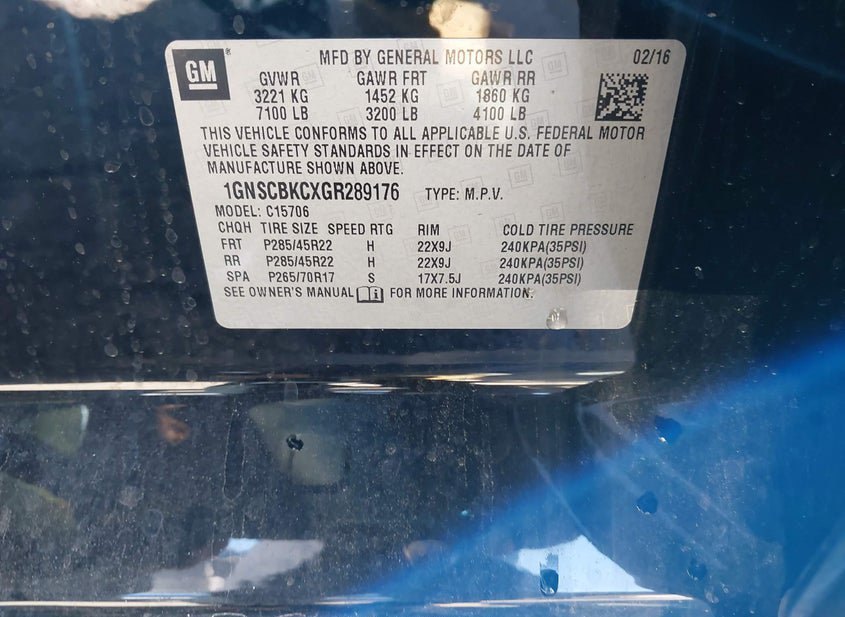 GM
MFD BY GENERAL MOTORS LLC 02/16
GVWR GAWR FRT GAWR RR
3221 KG 1452 KG 1860 KG
7100 LB 3200 LB 4100 LB
THIS VEHICLE CONFORMS TO ALL APPLICABLE U.S. FEDERAL MOTOR
VEHICLE SAFETY STANDARDS IN EFFECT ON THE DATE OF
MANUFACTURE SHOWN ABOVE.
1GNSCBKCXGR289176 TYPE: M.P.V.
MODEL: C15706
CHQH TIRE SIZE SPEED RTG RIM COLD TIRE PRESSURE
FRT P285/45R22 H 22X9J 240KPA(35PSI)
RR P285/45R22 H 22X9J 240KPA(35PSI)
SPA P265/70R17 S 17X7.5J 240KPA(35PSI)
SEE OWNER'S MANUAL FOR MORE INFORMATION.